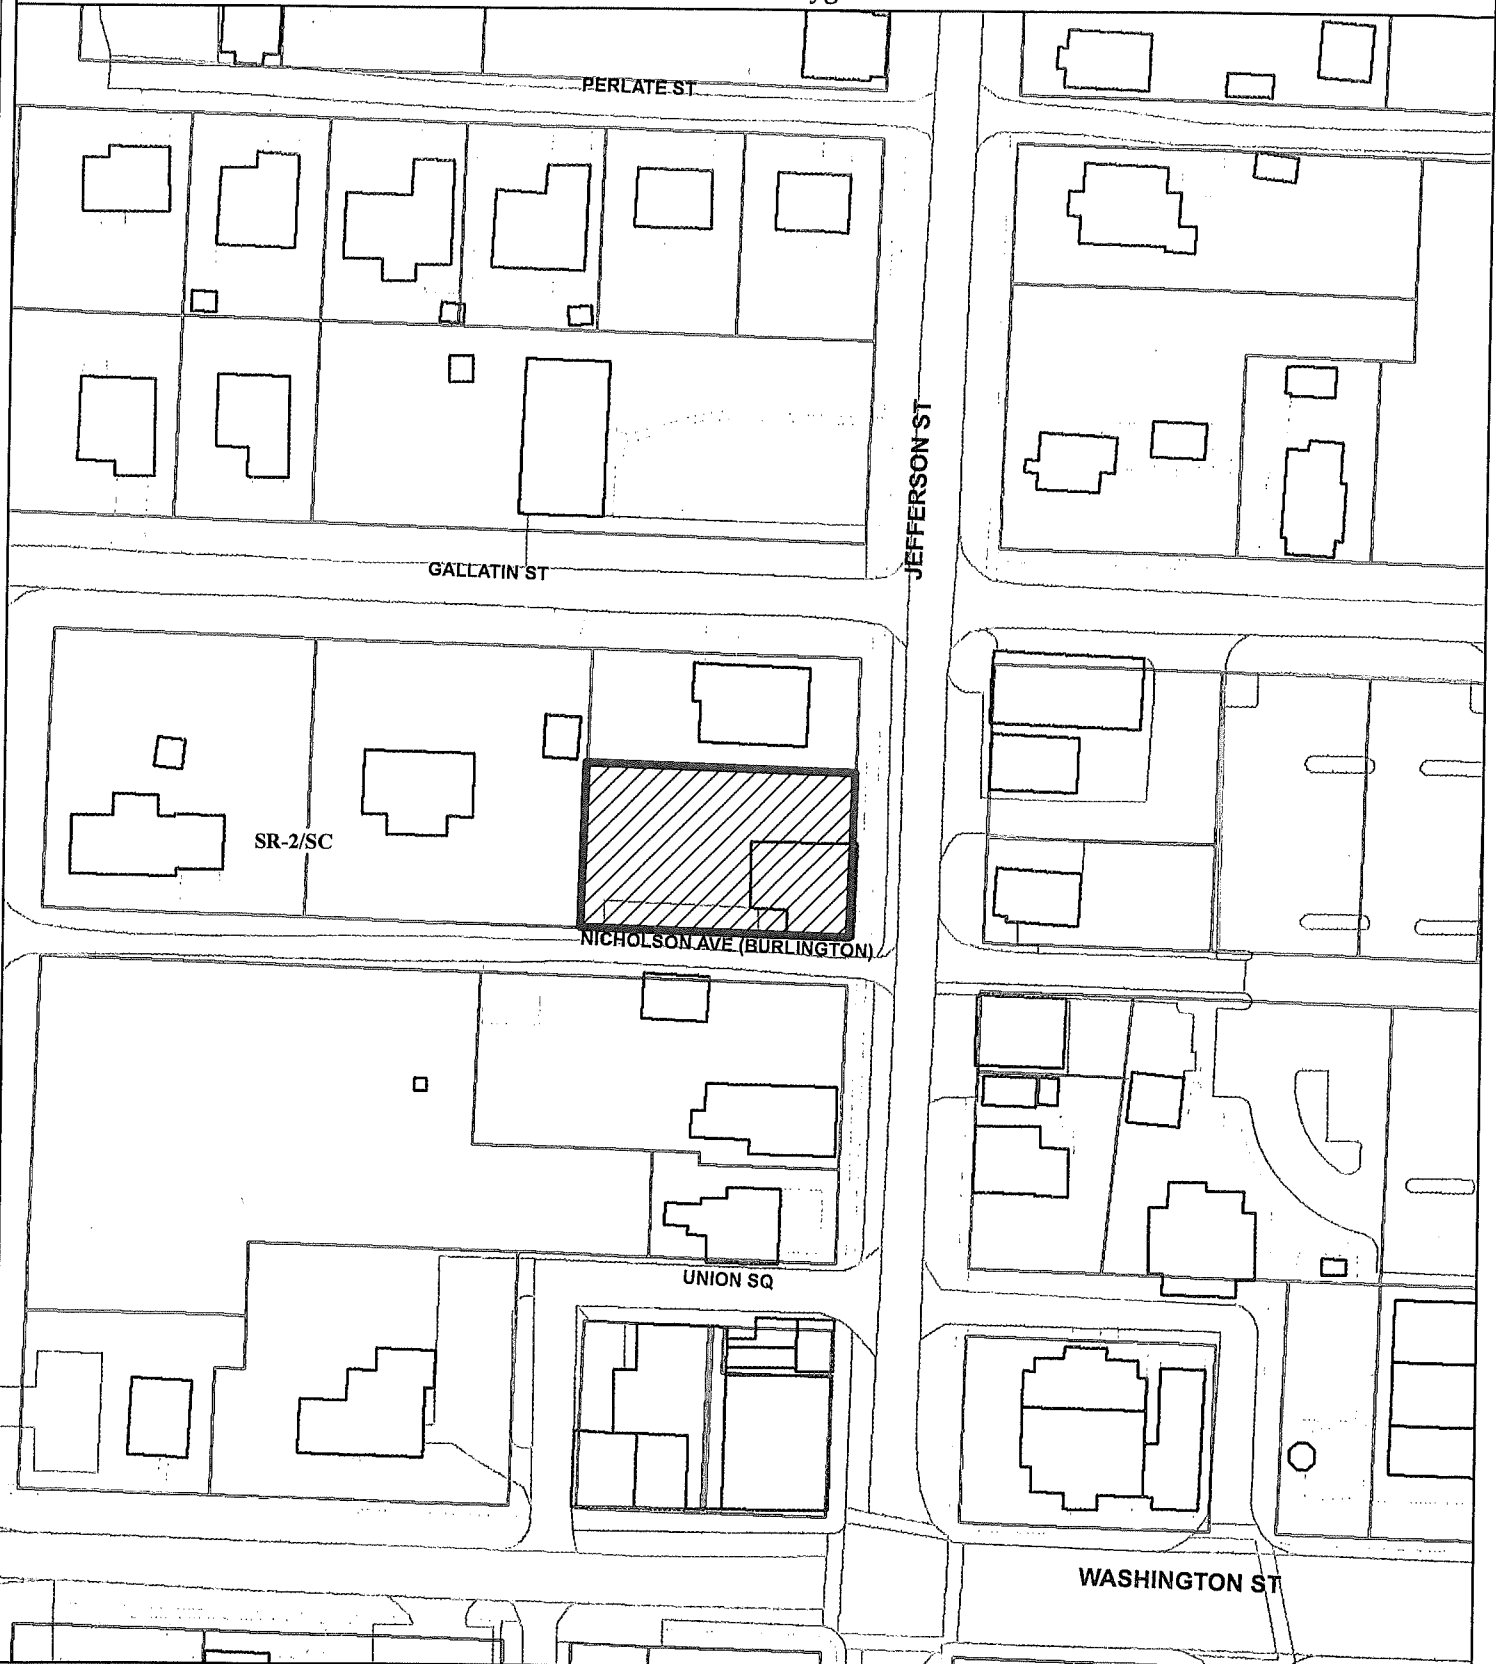 PERLATE ST
JEFFERSON ST
GALLATIN ST
SR-2/SC
NICHOLSON AVE (BURLINGTON)
UNION SQ
WASHINGTON ST